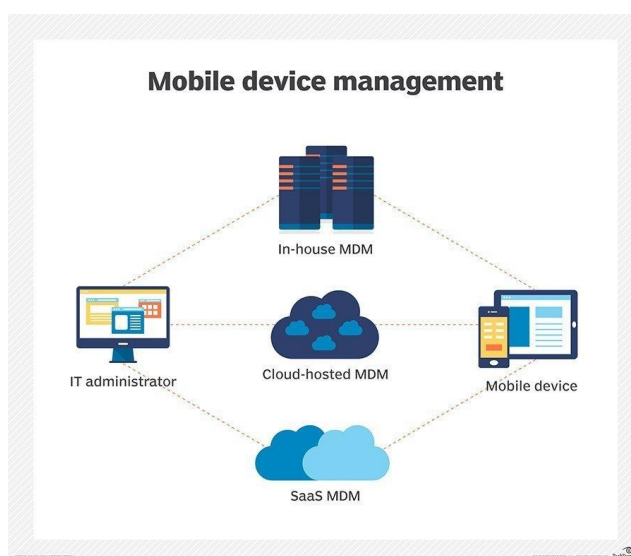 Mobile device management
In-house MDM
IT administrator
Cloud-hosted MDM
Mobile device
SaaS MDM